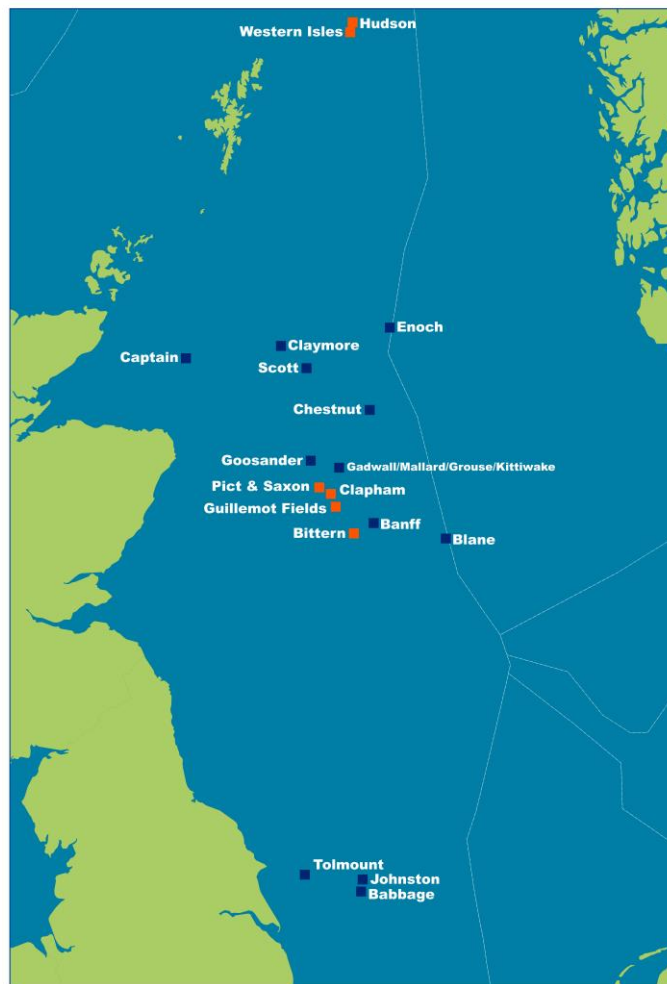 Hudson
Western Isles
Enoch
Claymore
Captain
Scott
Chestnut
Goosander
Gadwall/Mallard/Grouse/Kittiwake
Pict & Saxon
Clapham
Guillemot Fields
Banff
Bittern
Blane
Tolmount
Johnston
Babbage